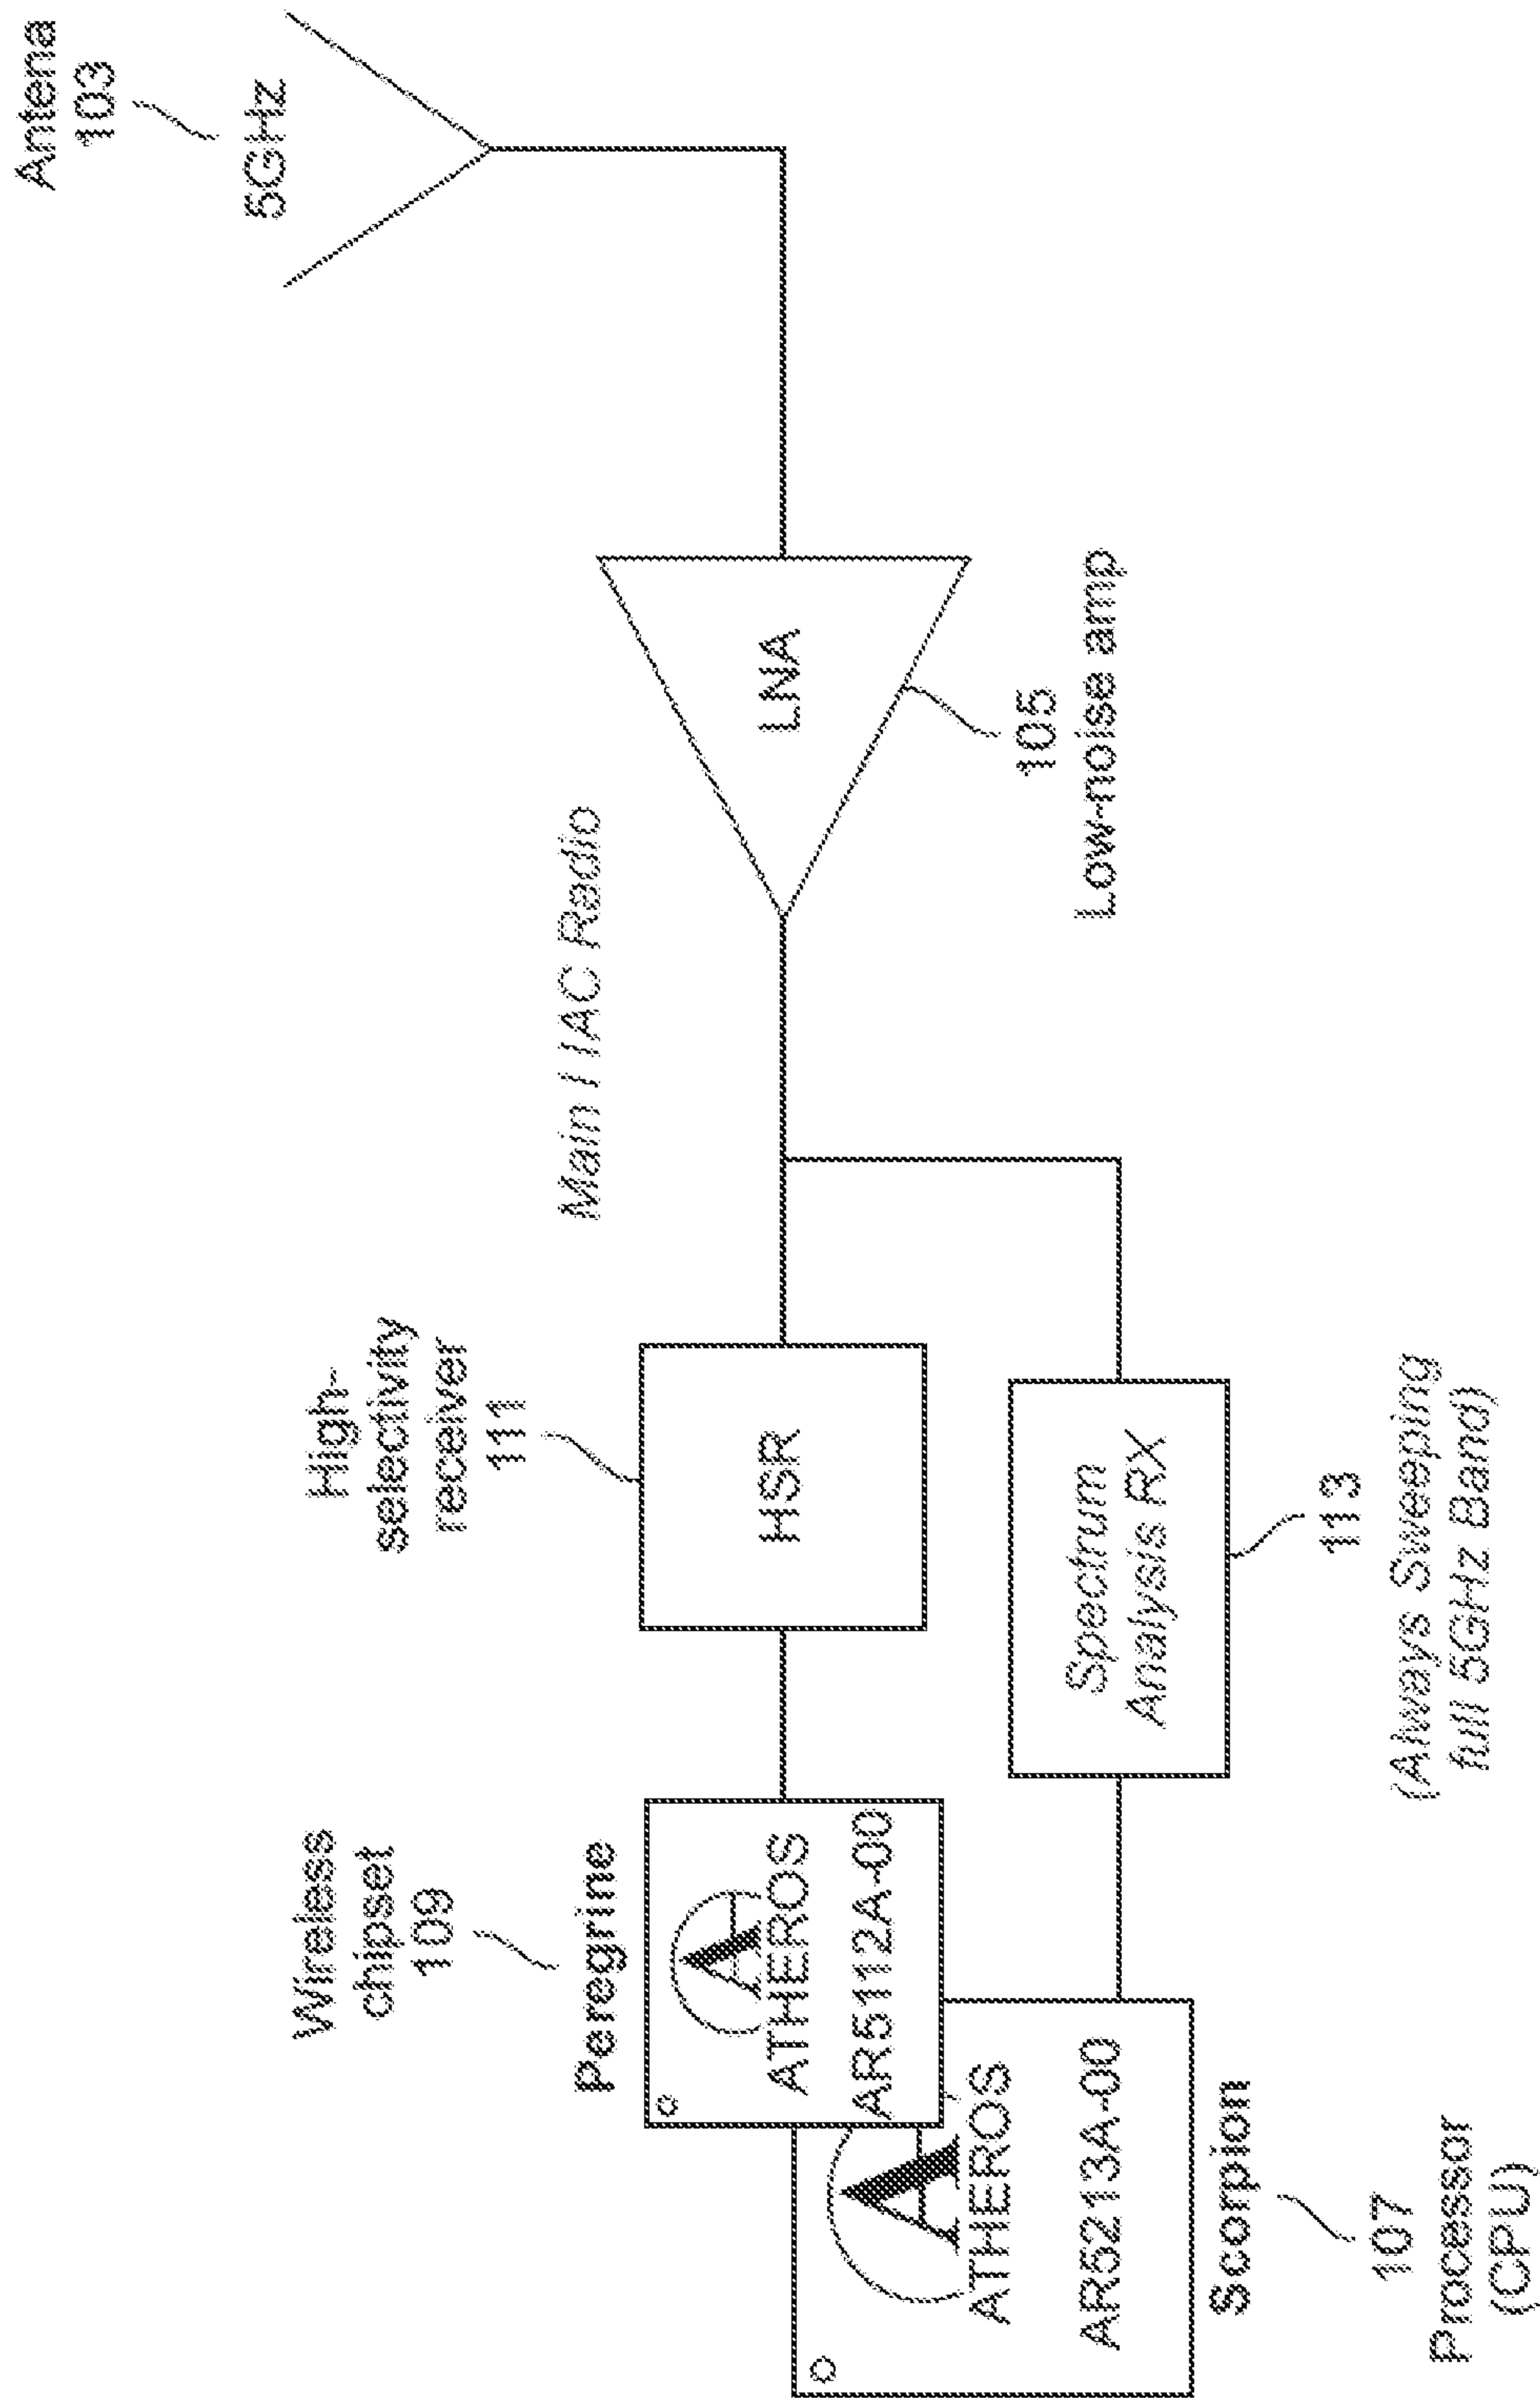 Wireless
chipset
109
Peregrine
ATHEROS
AR5112A-00
ATHEROS
AR5213A-00
Scorpion
107
Processor
(CPU)
High-
selectivity
receiver
111
HSR
Spectrum
Analysis RX
113
(Always Sweeping
full 5GHz Band)
Main 11AC Radio
LNA
105
Low-noise amp
Antena
103
5GHz